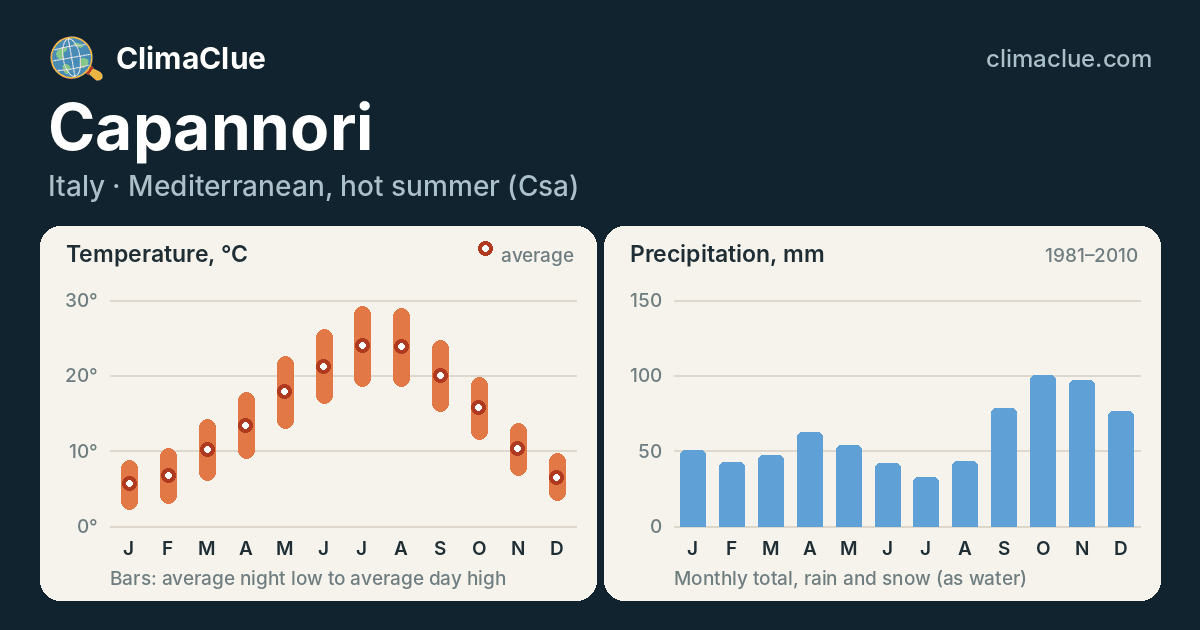 ClimaClue
climaclue.com
Capannori
Italy · Mediterranean, hot summer (Csa)
Temperature, °C
average
30°
20°
10°
0°
J F M A M J J A S O N D
Bars: average night low to average day high
Precipitation, mm
1981–2010
150
100
50
0
J F M A M J J A S O N D
Monthly total, rain and snow (as water)